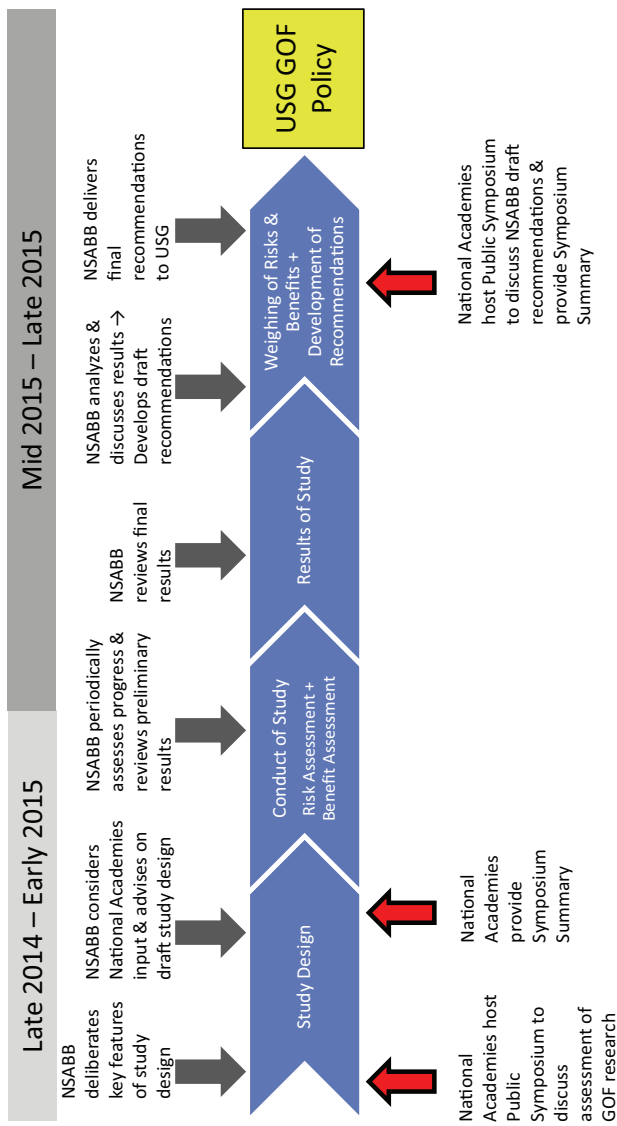 Late 2014 – Early 2015
Mid 2015 – Late 2015
NSABB
deliberates
key features
of study
design
NSABB considers
National Academies
input & advises on
draft study design
NSABB periodically
assesses progress &
reviews preliminary
results
NSABB
reviews final
results
NSABB analyzes &
discusses results →
Develops draft
recommendations
NSABB delivers
final
recommendations
to USG
Study Design
Conduct of Study
Risk Assessment +
Benefit Assessment
Results of Study
Weighing of Risks &
Benefits +
Development of
Recommendations
USG GOF
Policy
National
Academies host
Public
Symposium to
discuss
assessment of
GOF research
National
Academies
provide
Symposium
Summary
National Academies
host Public Symposium
to discuss NSABB draft
recommendations &
provide Symposium
Summary